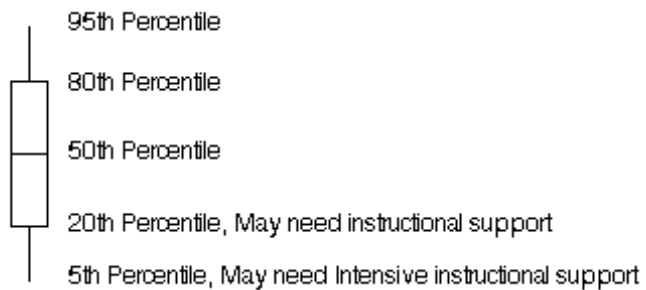 95th Percentile
80th Percentile
50th Percentile
20th Percentile, May need instructional support
5th Percentile, May need Intensive instructional support